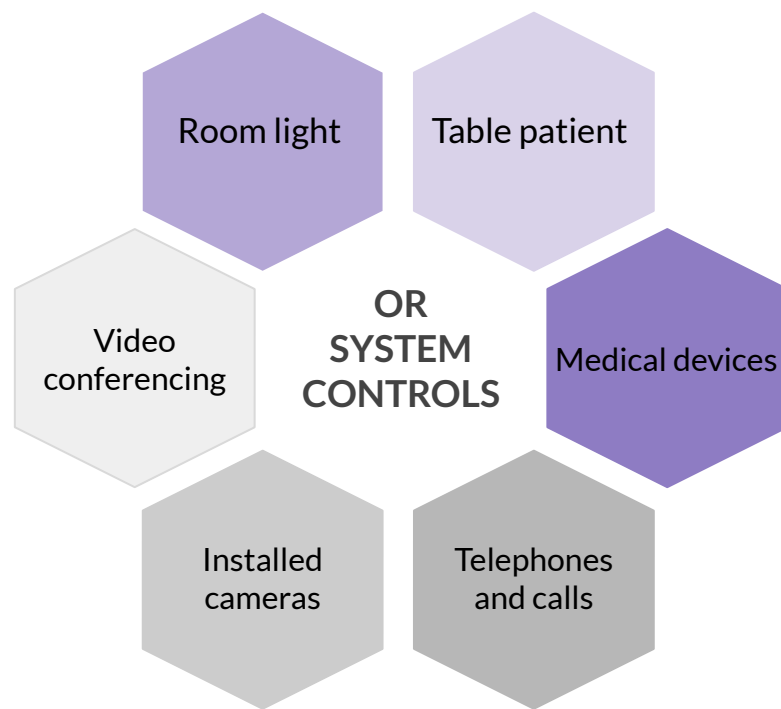 Room light
Table patient
OR
SYSTEM
CONTROLS
Video
conferencing
Medical devices
Installed
cameras
Telephones
and calls